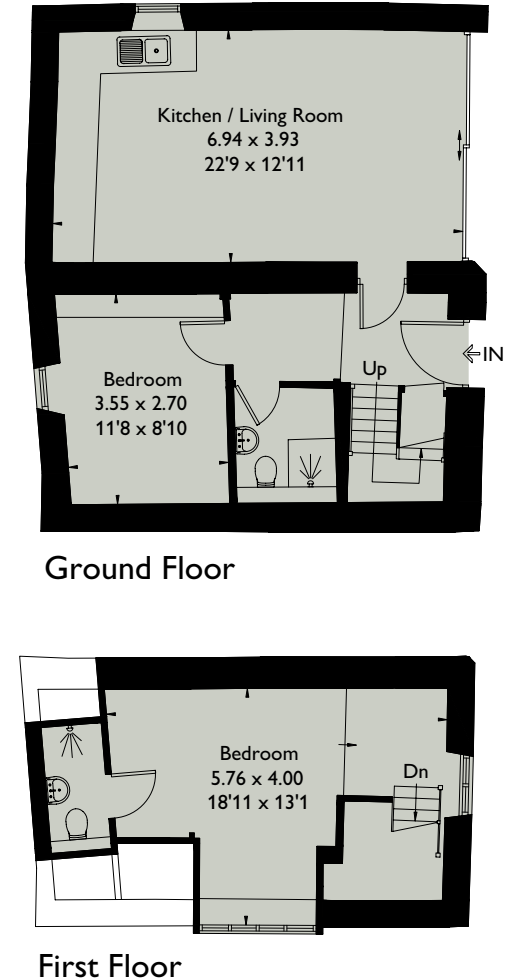 Kitchen / Living Room
6.94 x 3.93
22'9 x 12'11
IN
Up
Bedroom
3.55 x 2.70
11'8 x 8'10
Ground Floor
Bedroom
5.76 x 4.00
18'11 x 13'1
Dn
First Floor